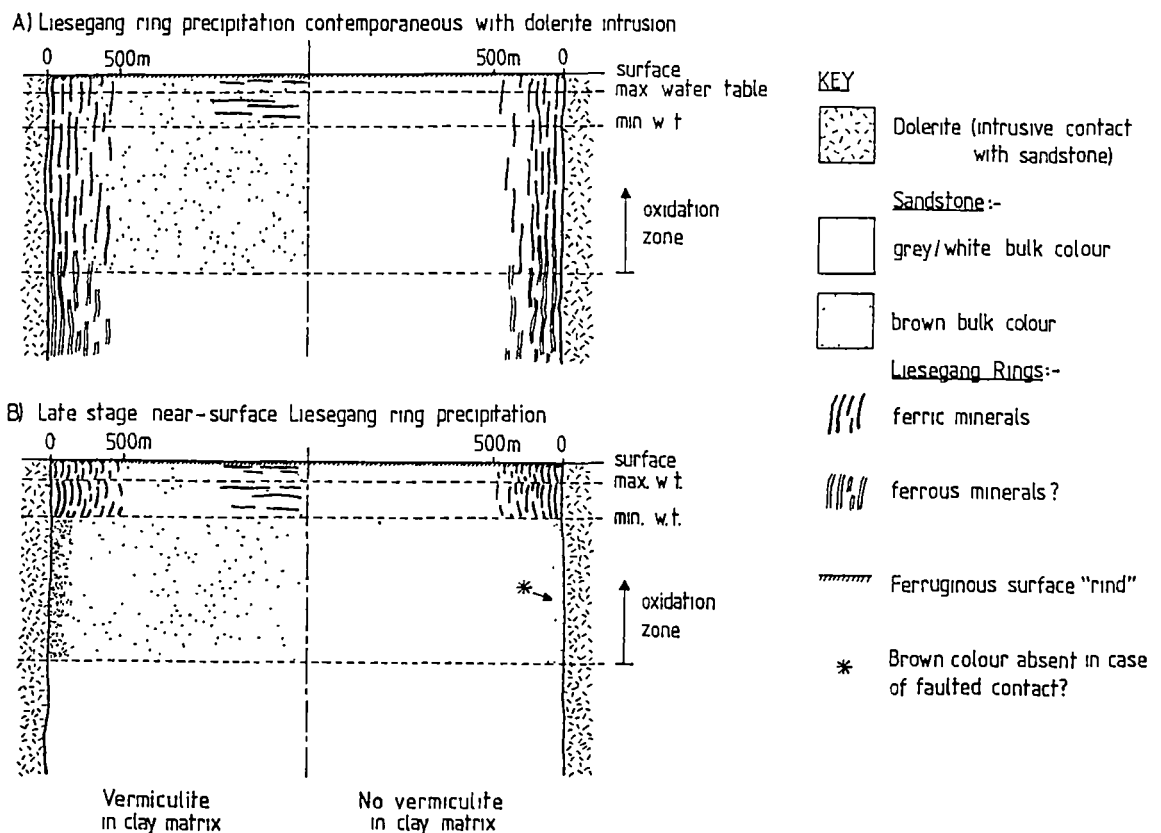 A) Liesegang ring precipitation contemporaneous with dolerite intrusion
0 500m 500m 0
surface
max water table
min w t
oxidation
zone
B) Late stage near-surface Liesegang ring precipitation
0 500m 500m 0
surface
max. w t.
min. w.t.
*
oxidation
zone
Vermiculite
in clay matrix
No vermiculite
in clay matrix
KEY
Dolerite (intrusive contact
with sandstone)
Sandstone:-
grey/white bulk colour
brown bulk colour
Liesegang Rings:-
ferric minerals
ferrous minerals?
Ferruginous surface "rind"
* Brown colour absent in case
of faulted contact?